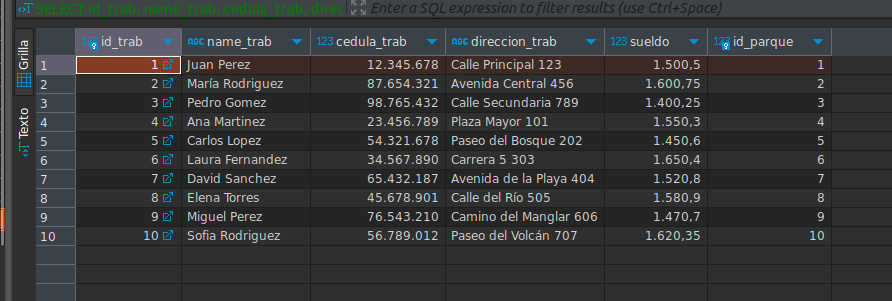 SELECT id_trab, name_trab, cedula_trab, direc Enter a SQL expression to filter results (use Ctrl+Space)
Grilla
Texto
123 id_trab ABC name_trab 123 cedula_trab ABC direccion_trab 123 sueldo 123 id_parque
1 1 Juan Perez 12.345.678 Calle Principal 123 1.500,5 1
2 2 María Rodriguez 87.654.321 Avenida Central 456 1.600,75 2
3 3 Pedro Gomez 98.765.432 Calle Secundaria 789 1.400,25 3
4 4 Ana Martinez 23.456.789 Plaza Mayor 101 1.550,3 4
5 5 Carlos Lopez 54.321.678 Paseo del Bosque 202 1.450,6 5
6 6 Laura Fernandez 34.567.890 Carrera 5 303 1.650,4 6
7 7 David Sanchez 65.432.187 Avenida de la Playa 404 1.520,8 7
8 8 Elena Torres 45.678.901 Calle del Río 505 1.580,9 8
9 9 Miguel Perez 76.543.210 Camino del Manglar 606 1.470,7 9
10 10 Sofia Rodriguez 56.789.012 Paseo del Volcán 707 1.620,35 10